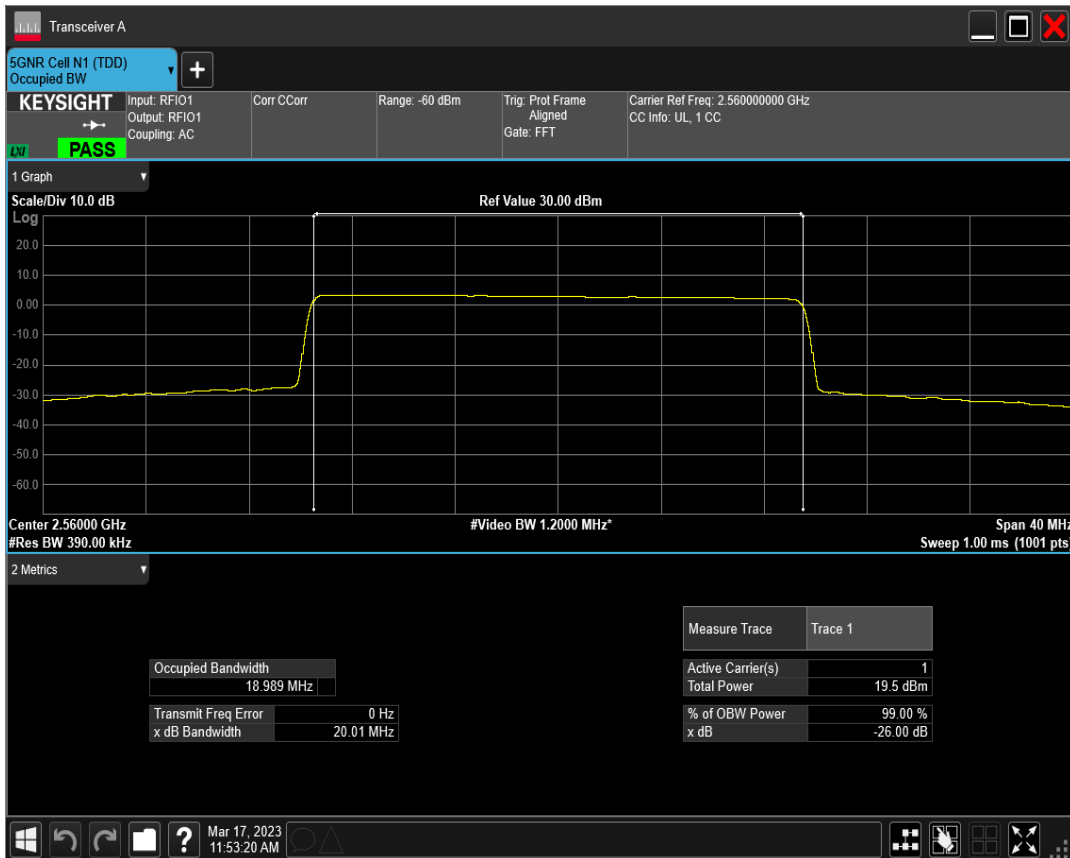 Transceiver A
5GNR Cell N1 (TDD)
Occupied BW
+
KEYSIGHT
LXI
PASS
Input: RFIO1
Output: RFIO1
Coupling: AC
Corr CCorr
Range: -60 dBm
Trig: Prot Frame
Aligned
Gate: FFT
Carrier Ref Freq: 2.560000000 GHz
CC Info: UL, 1 CC
1 Graph
Scale/Div 10.0 dB
Ref Value 30.00 dBm
Log
20.0
10.0
0.00
-10.0
-20.0
-30.0
-40.0
-50.0
-60.0
Center 2.56000 GHz
#Video BW 1.2000 MHz*
Span 40 MHz
#Res BW 390.00 kHz
Sweep 1.00 ms (1001 pts)
2 Metrics
Measure Trace Trace 1
Occupied Bandwidth
18.989 MHz
Active Carrier(s) 1
Total Power 19.5 dBm
Transmit Freq Error 0 Hz
x dB Bandwidth 20.01 MHz
% of OBW Power 99.00 %
x dB -26.00 dB
?
Mar 17, 2023
11:53:20 AM